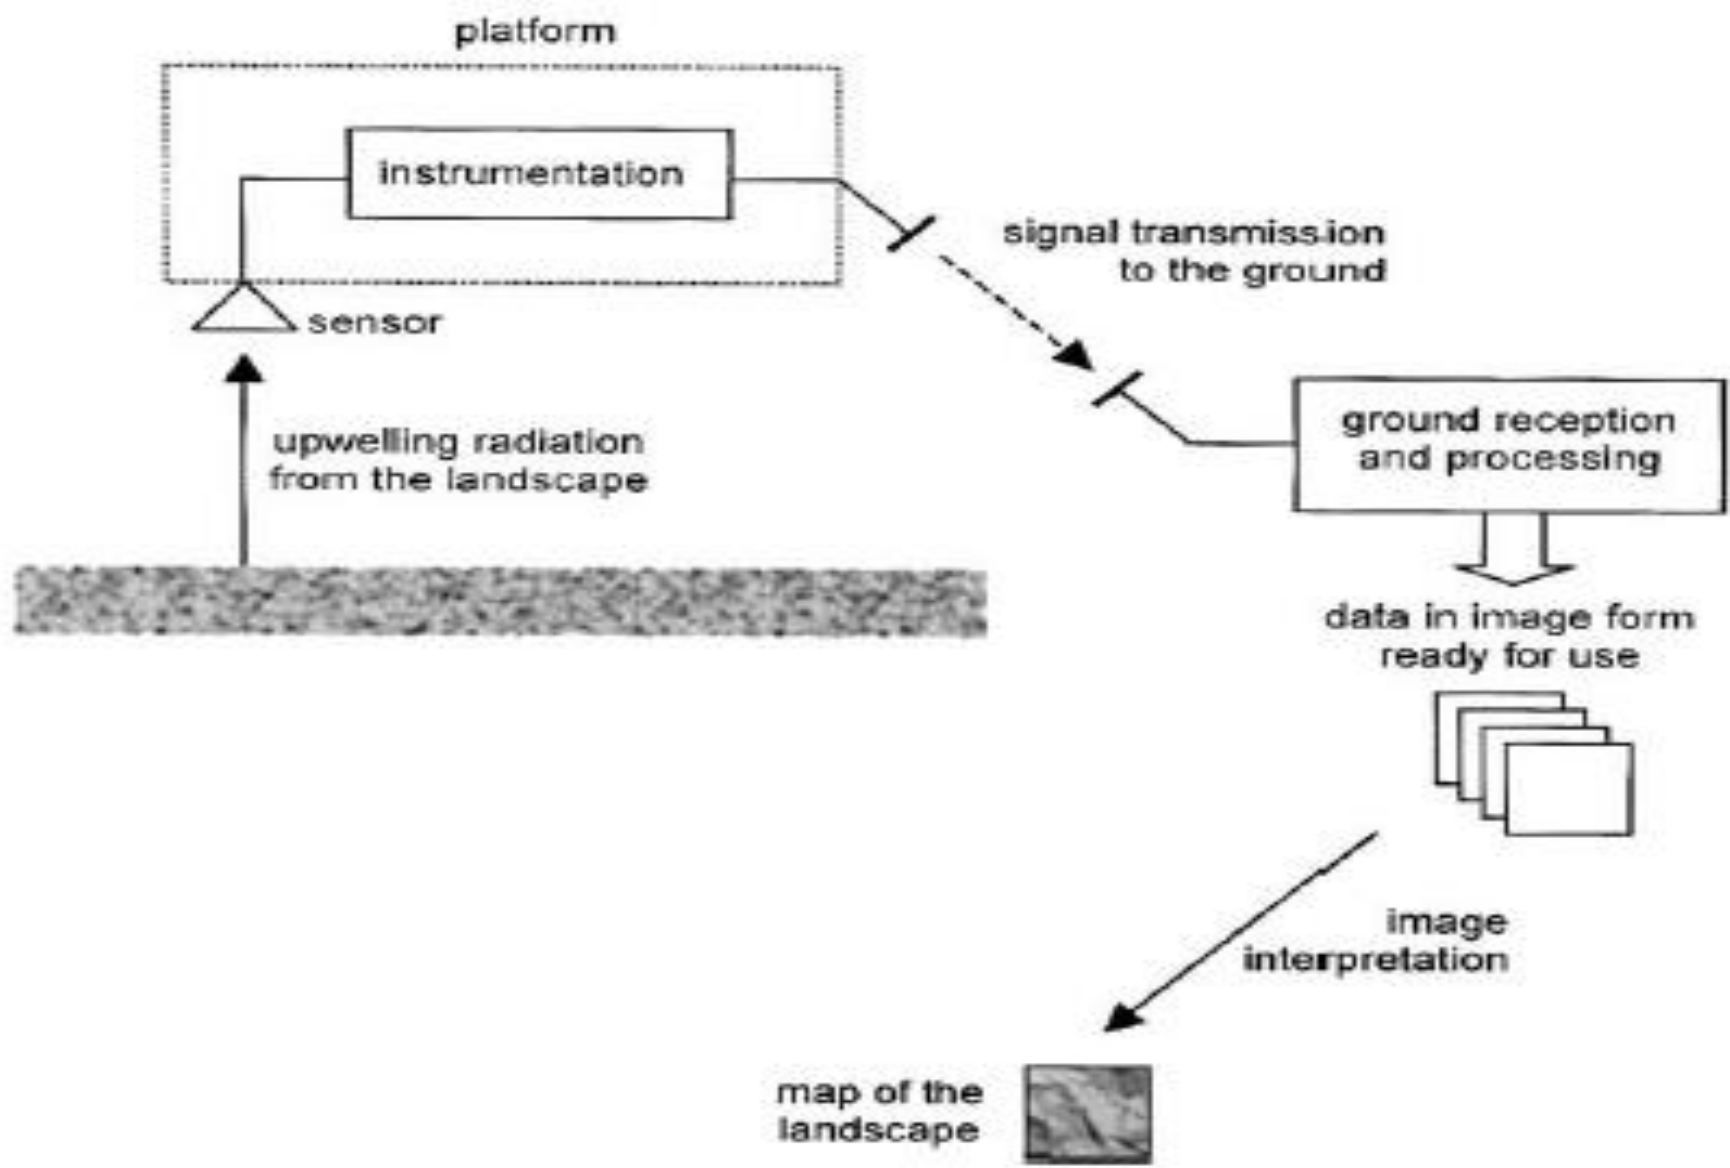 platform
instrumentation
signal transmission
to the ground
sensor
upwelling radiation
from the landscape
ground reception
and processing
data in image form
ready for use
image
interpretation
map of the
landscape